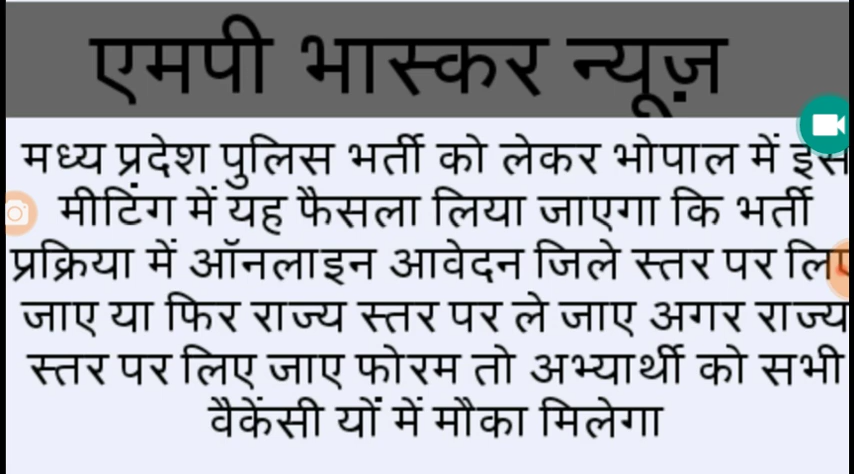 एमपी भास्कर न्यूज़
मध्य प्रदेश पुलिस भर्ती को लेकर भोपाल में इस
मीटिंग में यह फैसला लिया जाएगा कि भर्ती
प्रक्रिया में ऑनलाइन आवेदन जिले स्तर पर लिए
जाए या फिर राज्य स्तर पर ले जाए अगर राज्य
स्तर पर लिए जाए फोरम तो अभ्यार्थी को सभी
वैकेंसी यों में मौका मिलेगा